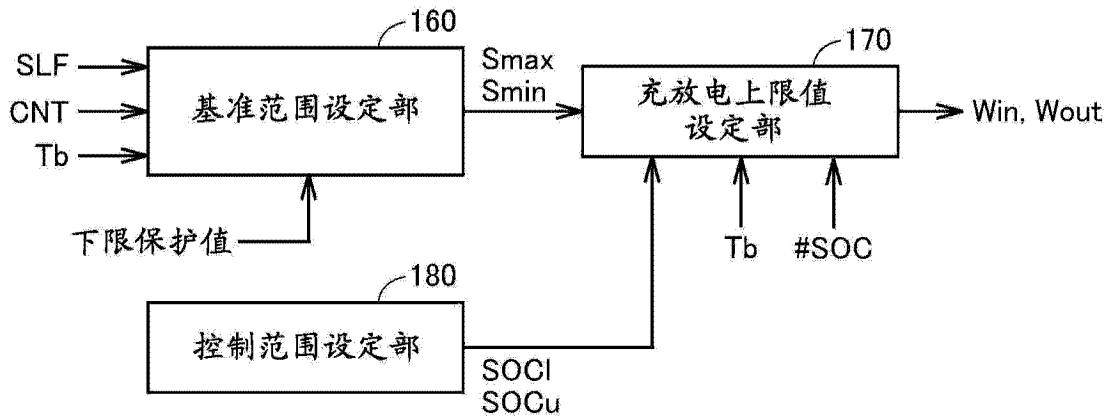 160
SLF
CNT
Tb
基准范围设定部
下限保护值
Smax
Smin
170
充放电上限值
设定部
Win, Wout
Tb
#SOC
180
控制范围设定部
SOCl
SOCu